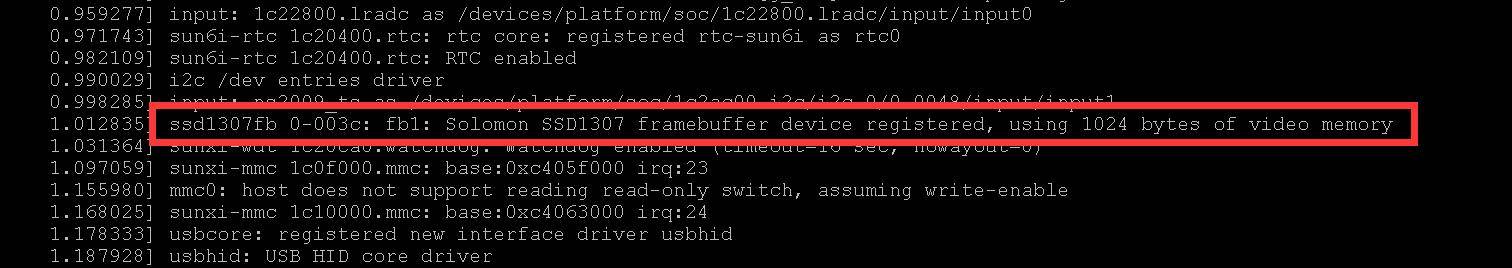 0.959277] input: 1c22800.lradc as /devices/platform/soc/1c22800.lradc/input/input0
0.971743] sun6i-rtc 1c20400.rtc: rtc core: registered rtc-sun6i as rtc0
0.982109] sun6i-rtc 1c20400.rtc: RTC enabled
0.990029] i2c /dev entries driver
0.998285] input: ns2009_ts as /devices/platform/soc/1c2ac00.i2c/i2c-0/0-0048/input/input1
1.012835] ssd1307fb 0-003c: fb1: Solomon SSD1307 framebuffer device registered, using 1024 bytes of video memory
1.031364] sunxi-wdt 1c20ca0.watchdog: Watchdog enabled (timeout=16 sec, nowayout=0)
1.097059] sunxi-mmc 1c0f000.mmc: base:0xc405f000 irq:23
1.155980] mmc0: host does not support reading read-only switch, assuming write-enable
1.168025] sunxi-mmc 1c10000.mmc: base:0xc4063000 irq:24
1.178333] usbcore: registered new interface driver usbhid
1.187928] usbhid: USB HID core driver